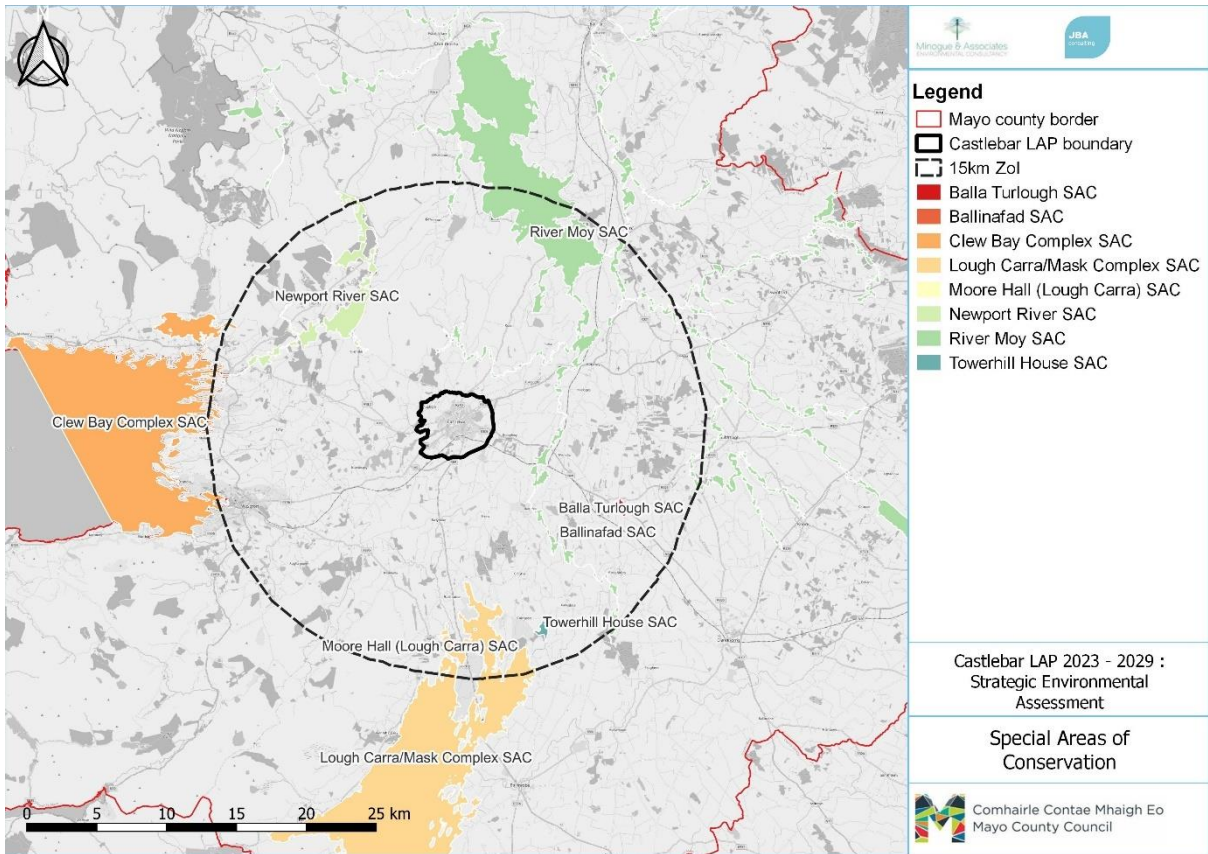 River Moy SAC
Newport River SAC
Clew Bay Complex SAC
Balla Turlough SAC
Ballinafad SAC
Towerhill House SAC
Moore Hall (Lough Carra) SAC
Lough Carra/Mask Complex SAC
0 5 10 15 20 25 km
Minogue & Associates
ENVIRONMENTAL CONSULTANCY
JBA
consulting
Legend
Mayo county border
Castlebar LAP boundary
15km ZoI
Balla Turlough SAC
Ballinafad SAC
Clew Bay Complex SAC
Lough Carra/Mask Complex SAC
Moore Hall (Lough Carra) SAC
Newport River SAC
River Moy SAC
Towerhill House SAC
Castlebar LAP 2023 - 2029 :
Strategic Environmental
Assessment
Special Areas of
Conservation
Comhairle Contae Mhaigh Eo
Mayo County Council